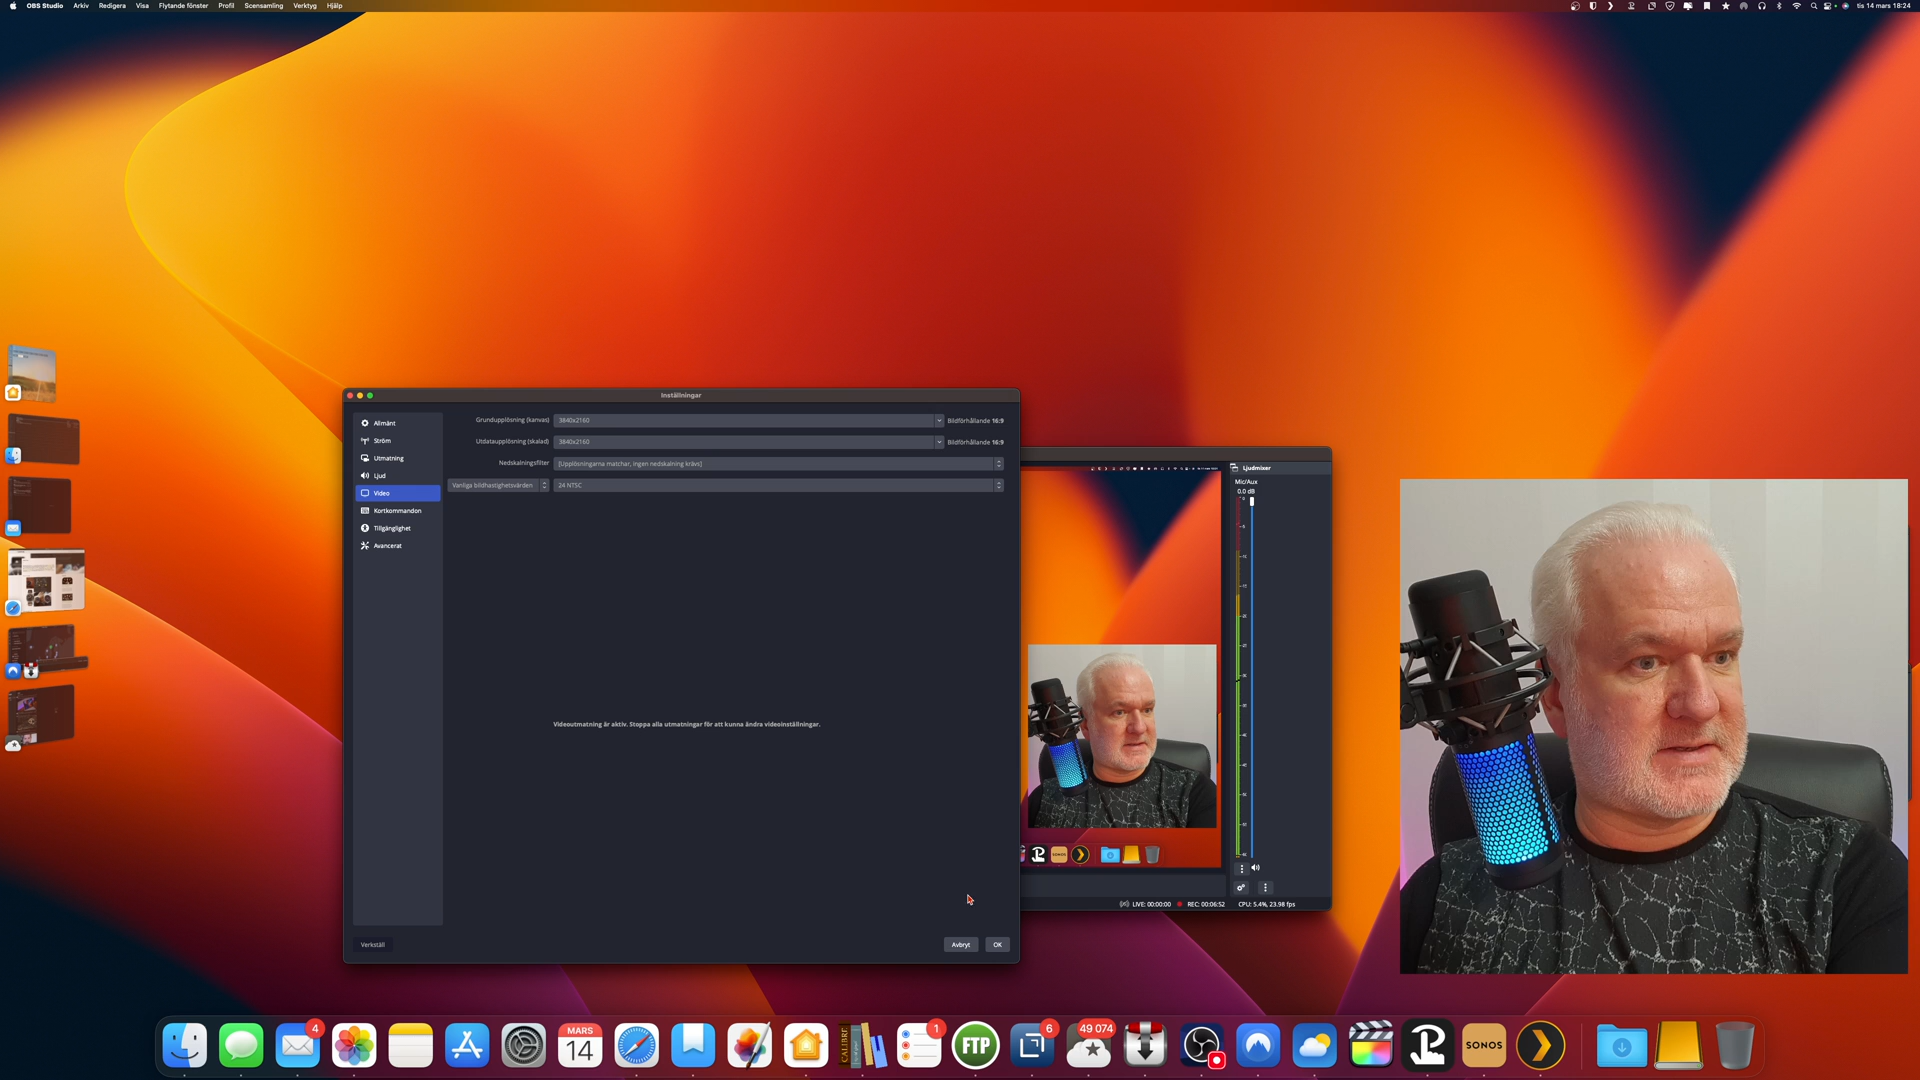 OBS Studio Arkiv Redigera Visa Flytande fönster Profil Scensamling Verktyg Hjälp
tis 14 mars 18:24
Inställningar
Allmänt
Ström
Utmatning
Ljud
Video
Kortkommandon
Tillgänglighet
Avancerat
Grundupplösning (kanvas) 3840x2160 Bildförhållande 16:9
Utdataupplösning (skalad) 3840x2160 Bildförhållande 16:9
Nedskalningsfilter [Upplösningarna matchar, ingen nedskalning krävs]
Vanliga bildhastighetsvärden 24 NTSC
Videoutmatning är aktiv. Stoppa alla utmatningar för att kunna ändra videoinställningar.
Verkställ
Avbryt OK
Ljudmixer
Mic/Aux
0.0 dB
LIVE: 00:00:00 REC: 00:06:52 CPU: 5.4%, 23.98 fps
SONOS
4
MARS
14
CALIBRE
1
FTP
6
49 074
SONOS